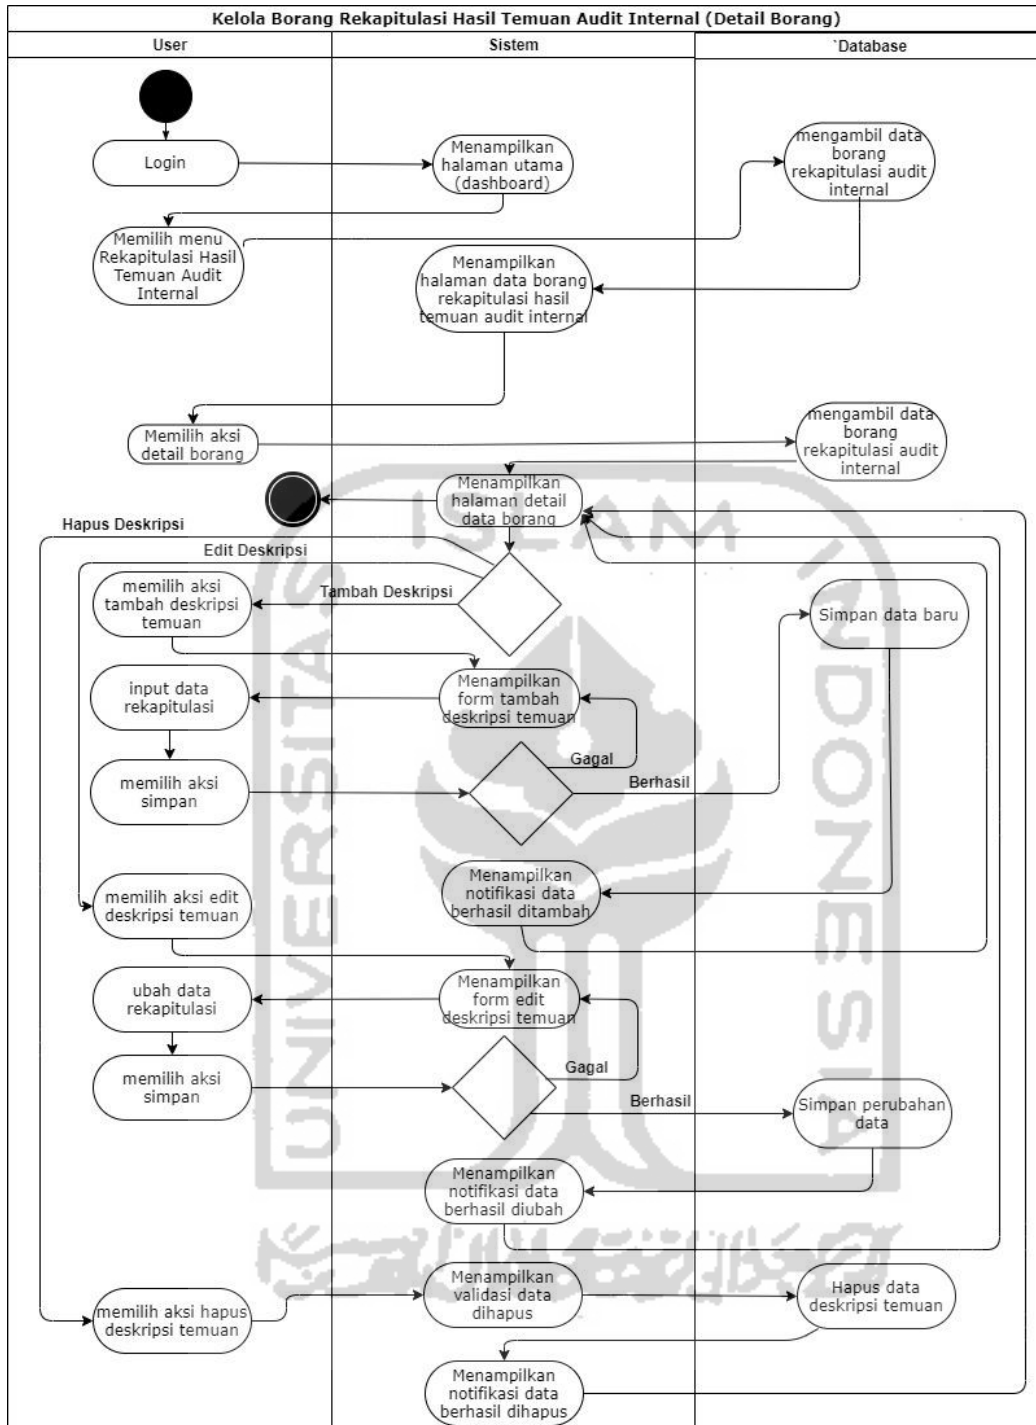 Kelola Borang Rekapitulasi Hasil Temuan Audit Internal (Detail Borang)
User
Sistem
`Database
Login
Menampilkan
halaman utama
(dashboard)
mengambil data
borang
rekapitulasi audit
internal
Memilih menu
Rekapitulasi Hasil
Temuan Audit
Internal
Menampilkan
halaman data borang
rekapitulasi hasil
temuan audit internal
Memilih aksi
detail borang
mengambil data
borang
rekapitulasi audit
internal
Menampilkan
halaman detail
data borang
Hapus Deskripsi
Edit Deskripsi
Tambah Deskripsi
memilih aksi
tambah deskripsi
temuan
Simpan data baru
Menampilkan
form tambah
deskripsi temuan
input data
rekapitulasi
Gagal
Berhasil
memilih aksi
simpan
Menampilkan
notifikasi data
berhasil ditambah
memilih aksi edit
deskripsi temuan
Menampilkan
form edit
deskripsi temuan
ubah data
rekapitulasi
Gagal
Berhasil
memilih aksi
simpan
Simpan perubahan
data
Menampilkan
notifikasi data
berhasil diubah
Menampilkan
validasi data
dihapus
Hapus data
deskripsi temuan
memilih aksi hapus
deskripsi temuan
Menampilkan
notifikasi data
berhasil dihapus
UNIVERSITAS
ISLAM
INDONESIA